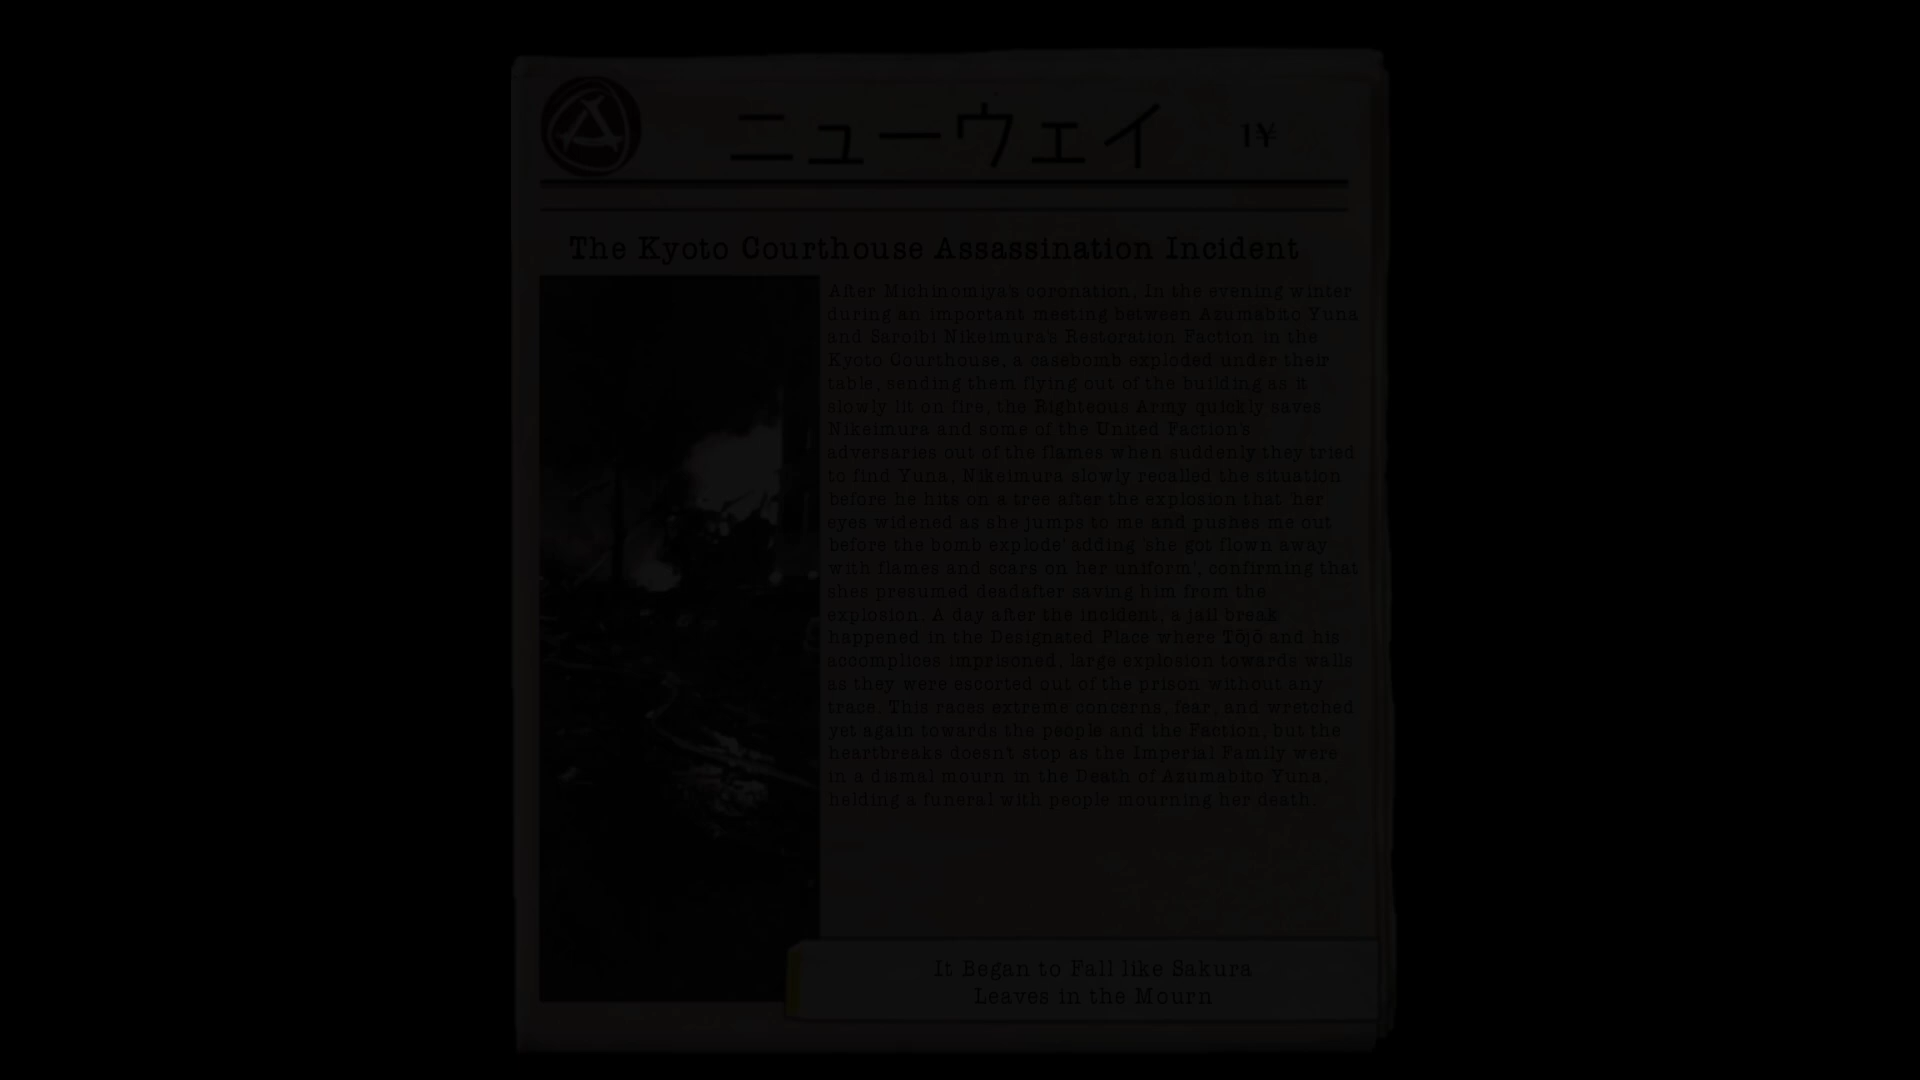 ニューウェイ
1¥
The Kyoto Courthouse Assassination Incident
After Michinomiya's coronation, In the evening winter
during an important meeting between Azumabito Yuna
and Saroibi Nikeimura's Restoration Faction in the
Kyoto Courthouse, a casebomb exploded under their
table, sending them flying out of the building as it
slowly lit on fire, the Righteous Army quickly saves
Nikeimura and some of the United Faction's
adversaries out of the flames when suddenly they tried
to find Yuna, Nikeimura slowly recalled the situation
before he hits on a tree after the explosion that 'her
eyes widened as she jumps to me and pushes me out
before the bomb explode' adding 'she got flown away
with flames and scars on her uniform', confirming that
shes presumed deadafter saving him from the
explosion. A day after the incident, a jail break
happened in the Designated Place where Tōjō and his
accomplices imprisoned, large explosion towards walls
as they were escorted out of the prison without any
trace. This races extreme concerns, fear, and wretched
yet again towards the people and the Faction, but the
heartbreaks doesn't stop as the Imperial Family were
in a dismal mourn in the Death of Azumabito Yuna,
helding a funeral with people mourning her death.
It Began to Fall like Sakura
Leaves in the Mourn